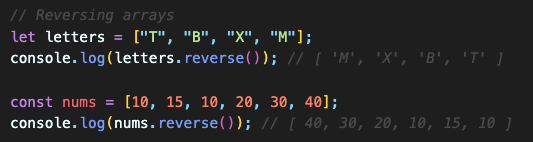 // Reversing arrays
let letters = ["T", "B", "X", "M"];
console.log(letters.reverse()); // [ 'M', 'X', 'B', 'T' ]
const nums = [10, 15, 10, 20, 30, 40];
console.log(nums.reverse()); // [ 40, 30, 20, 10, 15, 10 ]